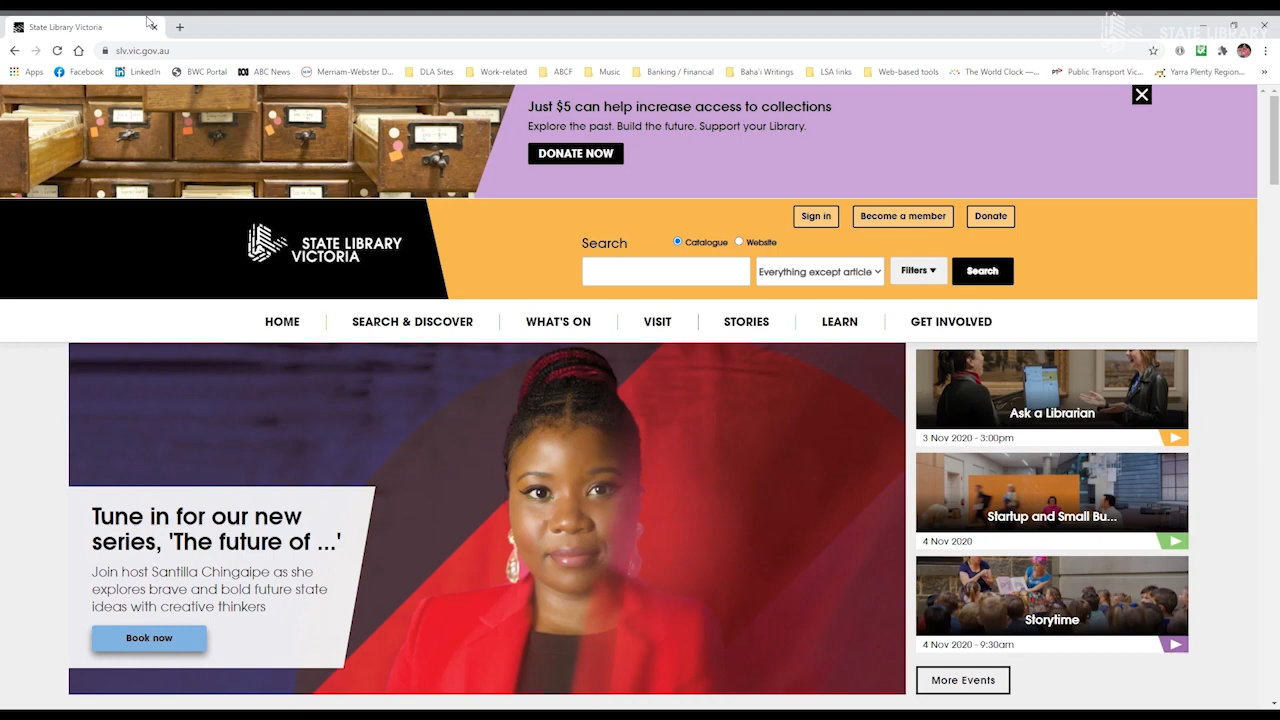 State Library Victoria
STATE LIBRARY
slv.vic.gov.au
Apps
Facebook
LinkedIn
BWC Portal
ABC News
Merriam-Webster D...
DLA Sites
Work-related
ABCF
Music
Banking / Financial
Baha'i Writings
LSA links
Web-based tools
The World Clock —...
Public Transport Vic...
Yarra Plenty Region...
Just $5 can help increase access to collections
Explore the past. Build the future. Support your Library.
DONATE NOW
Sign in
Become a member
Donate
STATE LIBRARY
VICTORIA
Search
Catalogue
Website
Everything except article
Filters
Search
HOME
SEARCH & DISCOVER
WHAT'S ON
VISIT
STORIES
LEARN
GET INVOLVED
Tune in for our new
series, 'The future of ...'
Join host Santilla Chingaipe as she
explores brave and bold future state
ideas with creative thinkers
Book now
Ask a Librarian
3 Nov 2020 - 3:00pm
Startup and Small Bu...
4 Nov 2020
Storytime
4 Nov 2020 - 9:30am
More Events